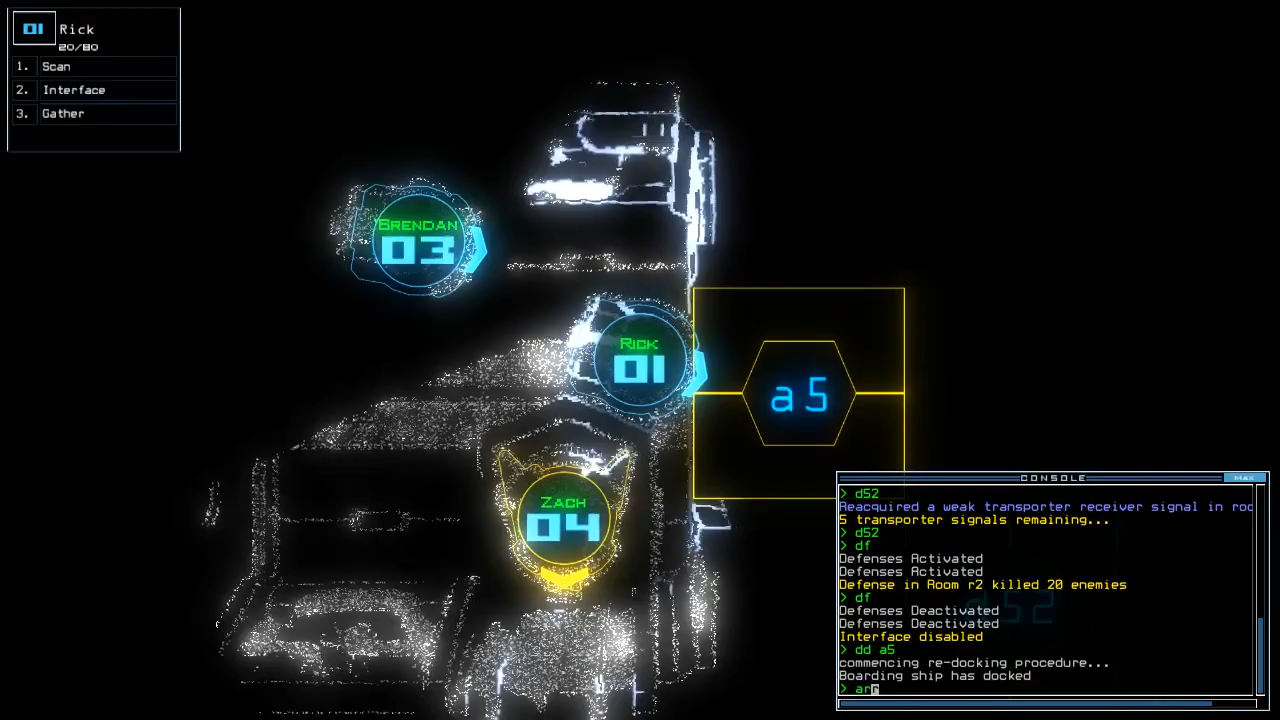 01 Rick
20/80
1. Scan
2. Interface
3. Gather
BRENDAN
03
RICK
01
ZACH
04
a5
CONSOLE
MAX
> d52
Reacquired a weak transporter receiver signal in roo
5 transporter signals remaining...
> d52
> df
Defenses Activated
Defenses Activated
Defense in Room r2 killed 20 enemies
> df
Defenses Deactivated
Defenses Deactivated
Interface disabled
> dd a5
commencing re-docking procedure...
Boarding ship has docked
> arr